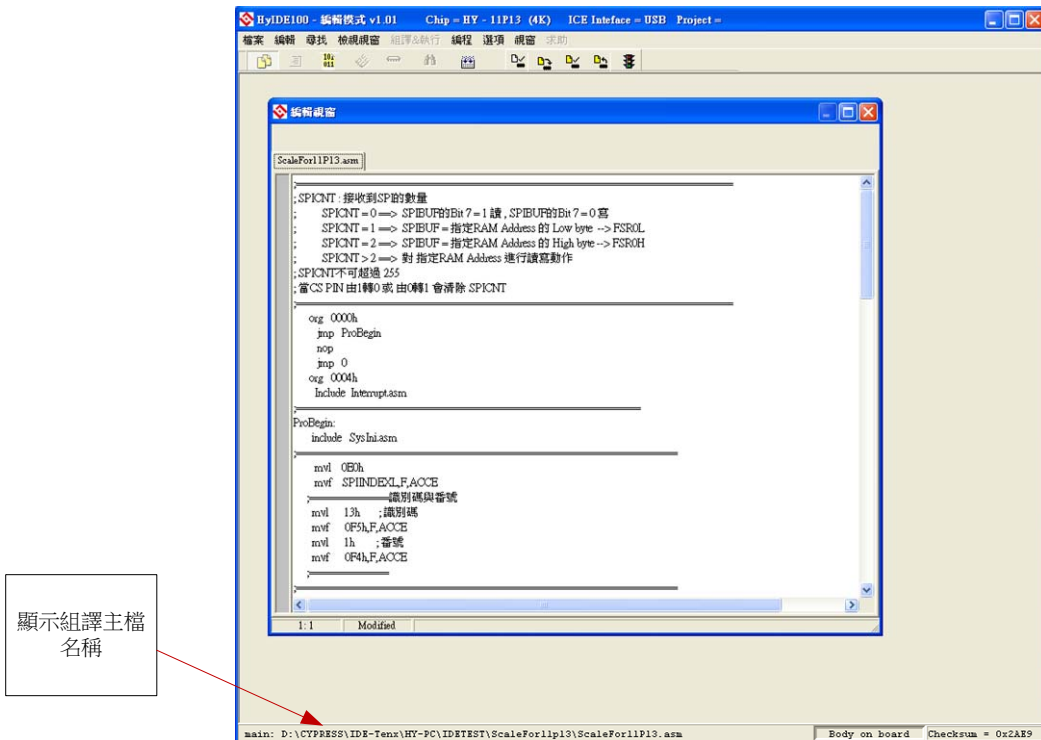 HyIDE100 - 編輯模式 v1.01 Chip = HY - 11P13 (4K) ICE Inteface = USB Project =
檔案 編輯 尋找 檢視視窗 組譯&執行 編程 選項 視窗 求助
編輯視窗
ScaleFor11P13.asm
;SPICNT : 接收到SPI的數量
; SPICNT = 0 ==> SPIBUF的Bit 7 = 1 讀 , SPIBUF的Bit 7 = 0 寫
; SPICNT = 1 ==> SPIBUF = 指定RAM Address 的 Low byte --> FSR0L
; SPICNT = 2 ==> SPIBUF = 指定RAM Address 的 High byte --> FSR0H
; SPICNT > 2 ==> 對 指定RAM Address 進行讀寫動作
;SPICNT不可超過 255
;當CS PIN 由1轉0 或 由0轉1 會清除 SPICNT
org 0000h
jmp ProBegin
nop
jmp 0
org 0004h
Include Interrupt.asm
ProBegin:
include SysIni.asm
mvl 0B0h
mvf SPIINDEXL,F,ACCE
;==========識別碼與番號
mvl 13h ;識別碼
mvf 0F5h,F,ACCE
mvl 1h ;番號
mvf 0F4h,F,ACCE
1: 1 Modified
顯示組譯主檔
名稱
main: D:\CYPRESS\IDE-Tenx\HY-PC\IDETEST\ScaleFor11p13\ScaleFor11P13.asm Body on board Checksum = 0x2AE9